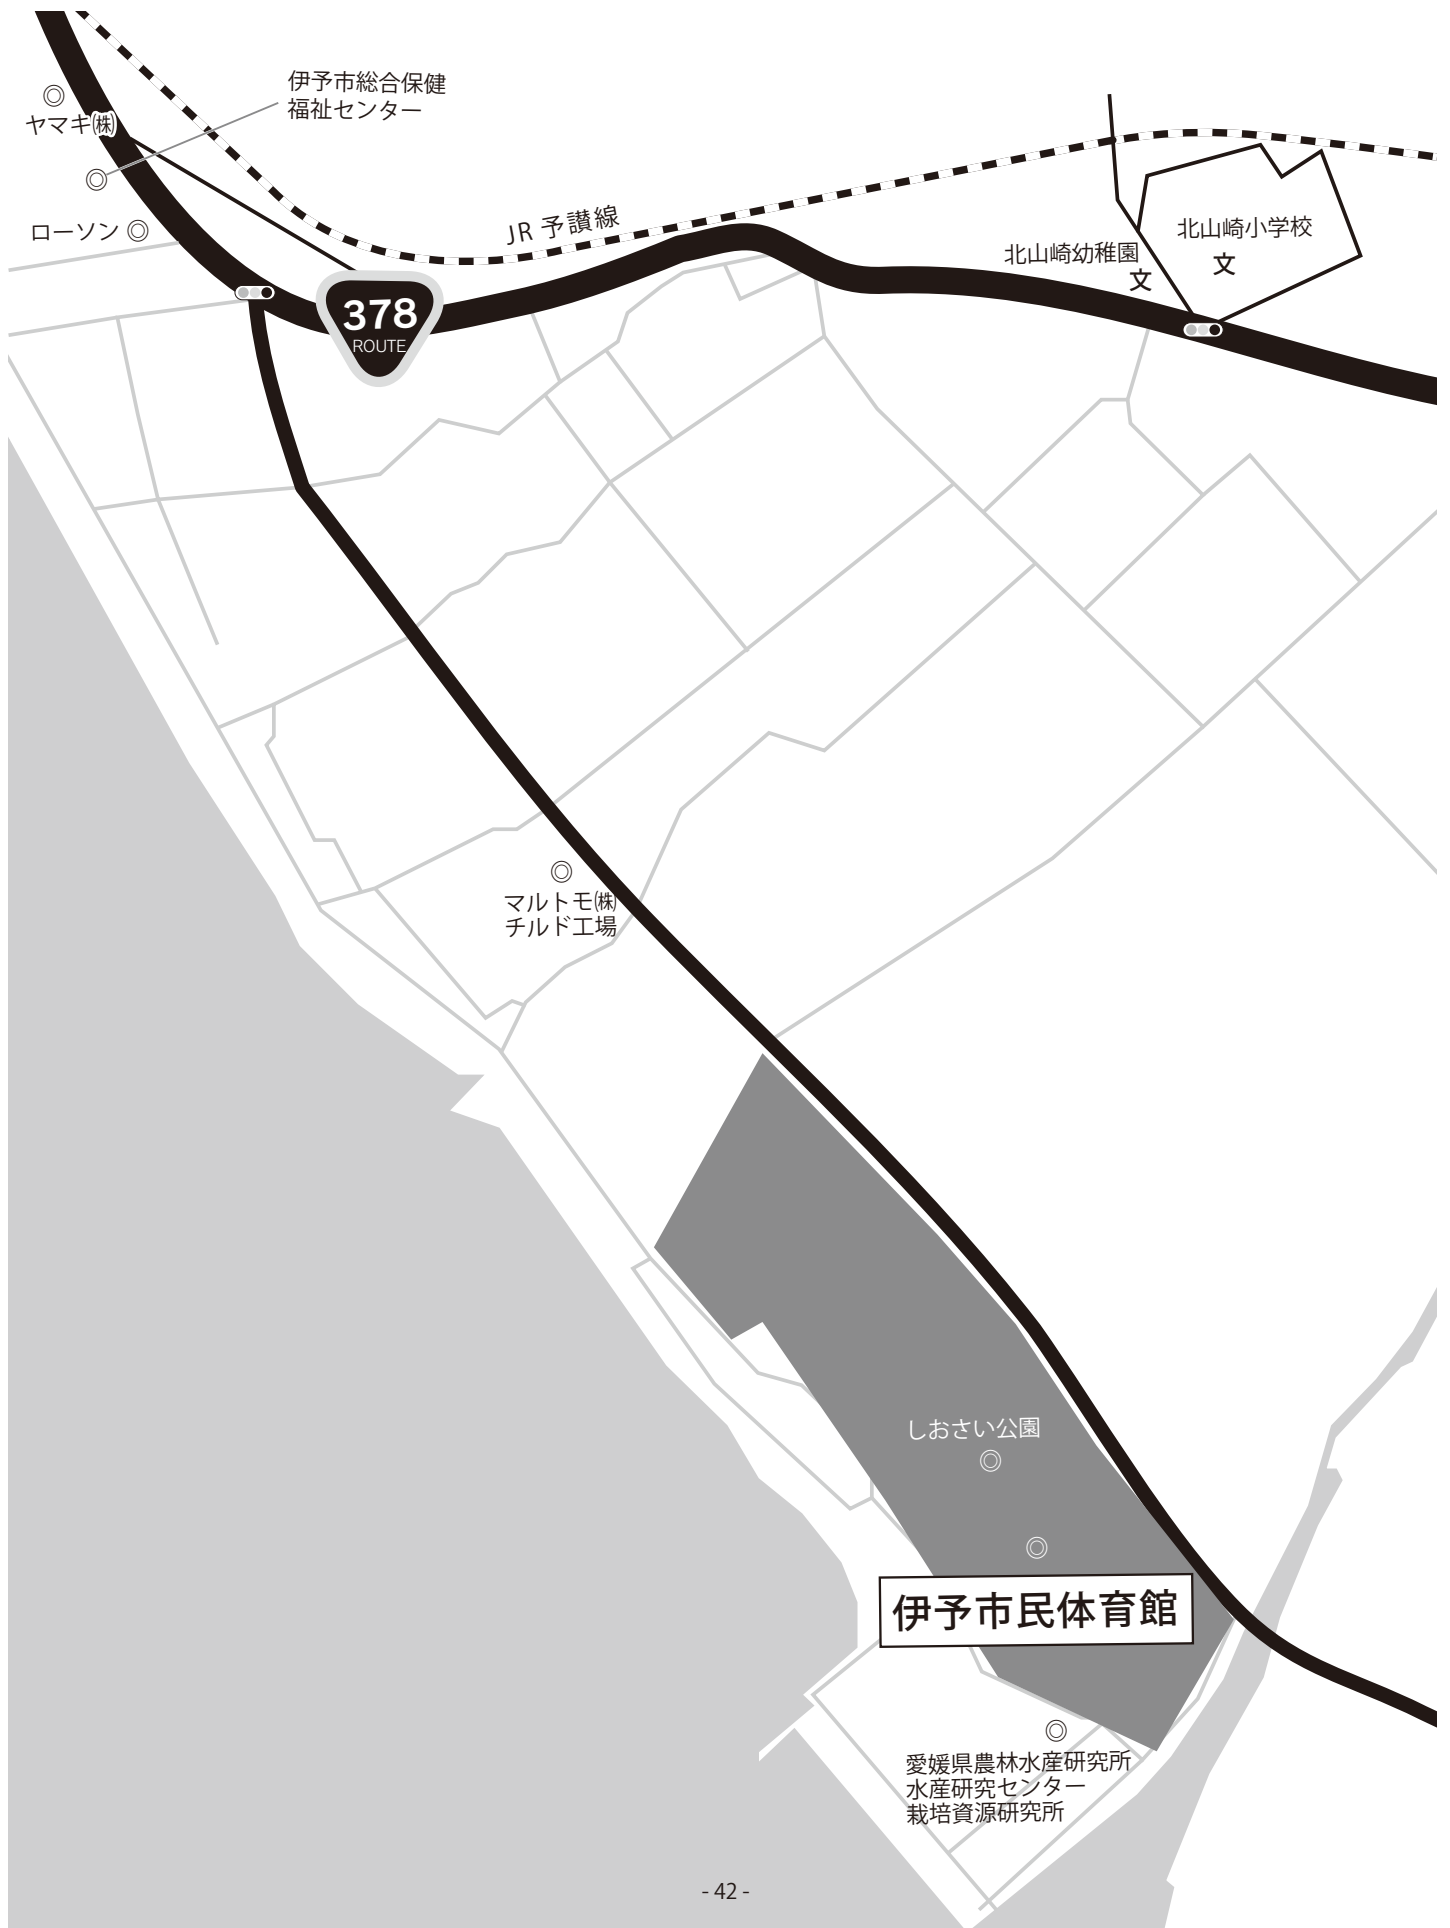 伊予市総合保健
福祉センター
ヤマキ㈱
ローソン
JR 予讃線
北山崎小学校
北山崎幼稚園
文
文
378
ROUTE
マルトモ㈱
チルド工場
しおさい公園
伊予市民体育館
愛媛県農林水産研究所
水産研究センター
栽培資源研究所
- 42 -